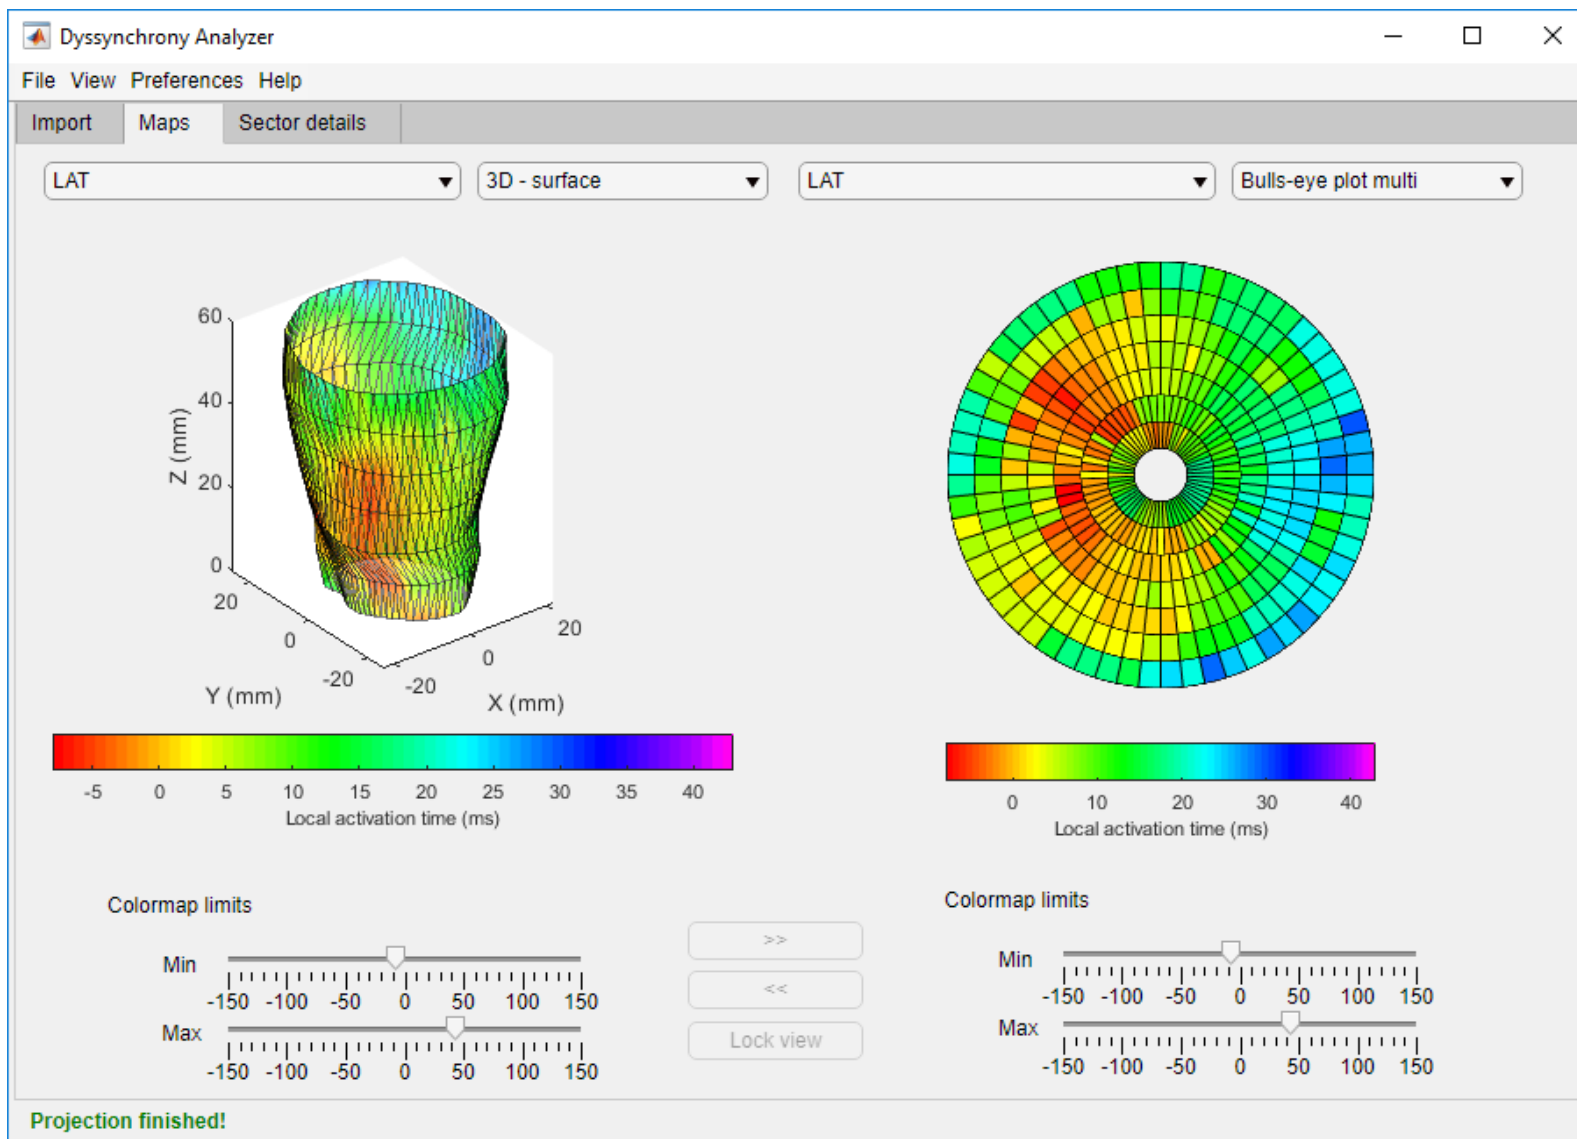 Dyssynchrony Analyzer
File View Preferences Help
Import Maps Sector details
LAT 3D - surface LAT Bulls-eye plot multi
60
40
20
0
Z (mm)
20
0
-20
Y (mm)
-20
0
20
X (mm)
-5 0 5 10 15 20 25 30 35 40
Local activation time (ms)
0 10 20 30 40
Local activation time (ms)
Colormap limits
Min
-150 -100 -50 0 50 100 150
Max
-150 -100 -50 0 50 100 150
>>
<<
Lock view
Colormap limits
Min
-150 -100 -50 0 50 100 150
Max
-150 -100 -50 0 50 100 150
Projection finished!